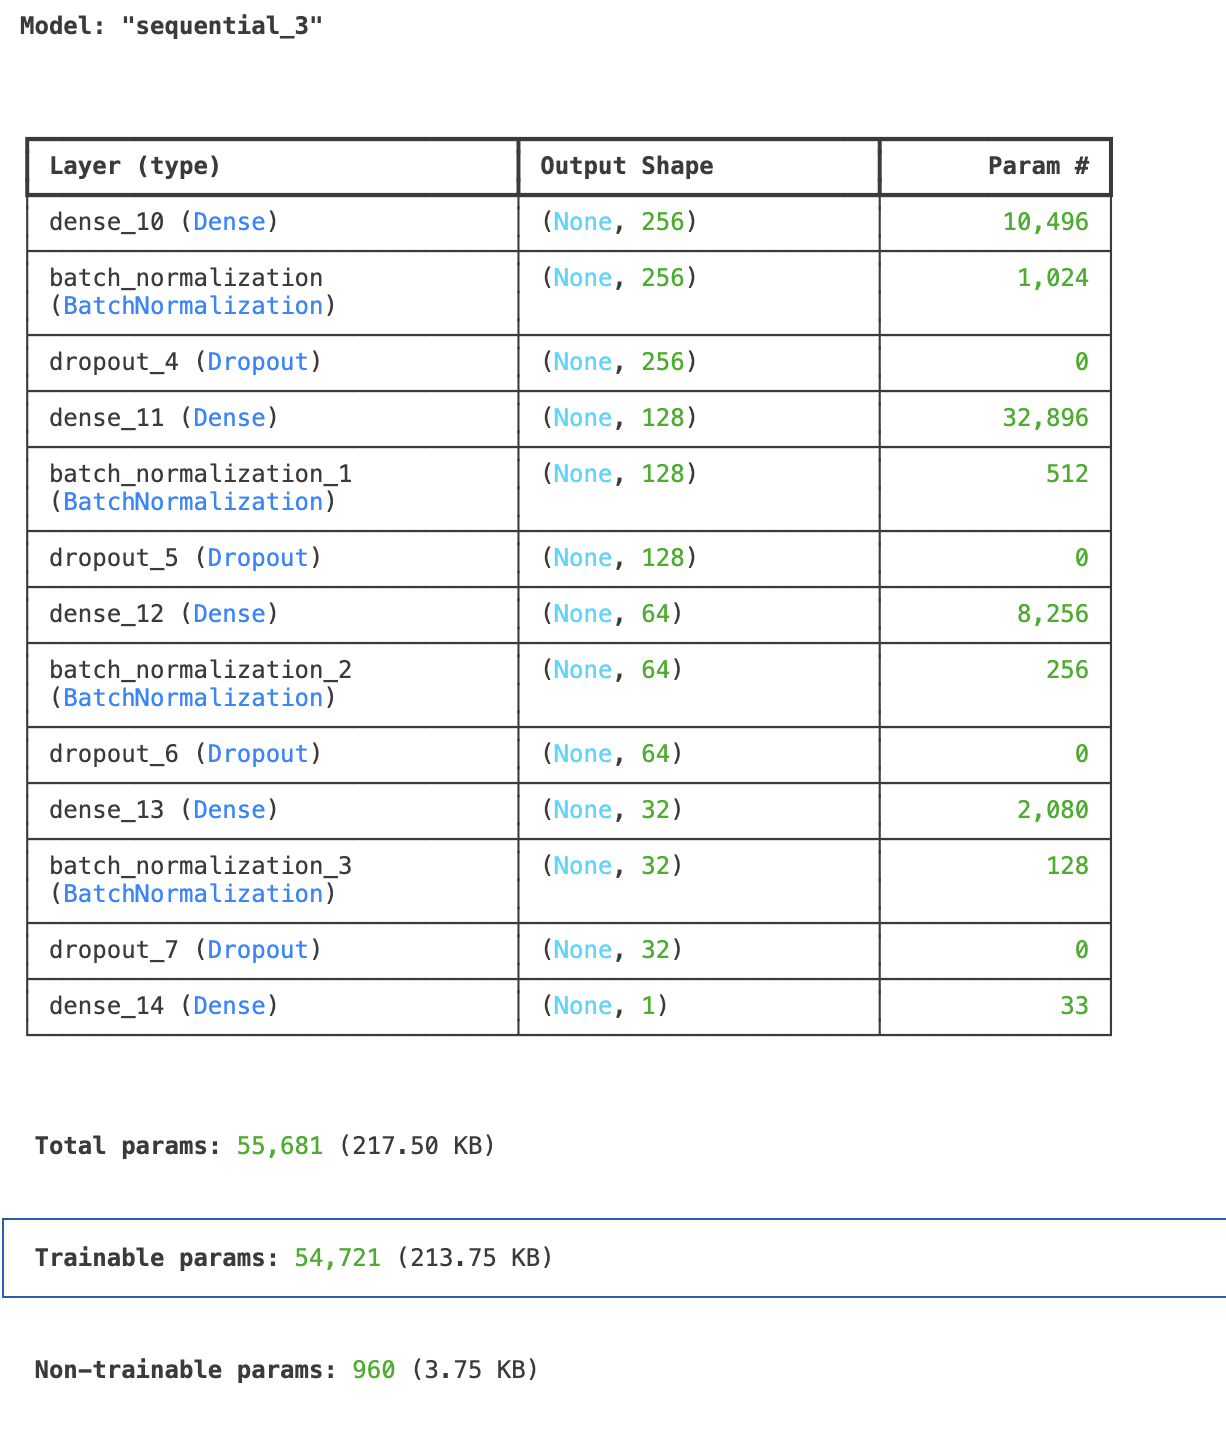 Model: "sequential_3"
Layer (type) Output Shape Param #
dense_10 (Dense) (None, 256) 10,496
batch_normalization (None, 256) 1,024
(BatchNormalization)
dropout_4 (Dropout) (None, 256) 0
dense_11 (Dense) (None, 128) 32,896
batch_normalization_1 (None, 128) 512
(BatchNormalization)
dropout_5 (Dropout) (None, 128) 0
dense_12 (Dense) (None, 64) 8,256
batch_normalization_2 (None, 64) 256
(BatchNormalization)
dropout_6 (Dropout) (None, 64) 0
dense_13 (Dense) (None, 32) 2,080
batch_normalization_3 (None, 32) 128
(BatchNormalization)
dropout_7 (Dropout) (None, 32) 0
dense_14 (Dense) (None, 1) 33
Total params: 55,681 (217.50 KB)
Trainable params: 54,721 (213.75 KB)
Non-trainable params: 960 (3.75 KB)